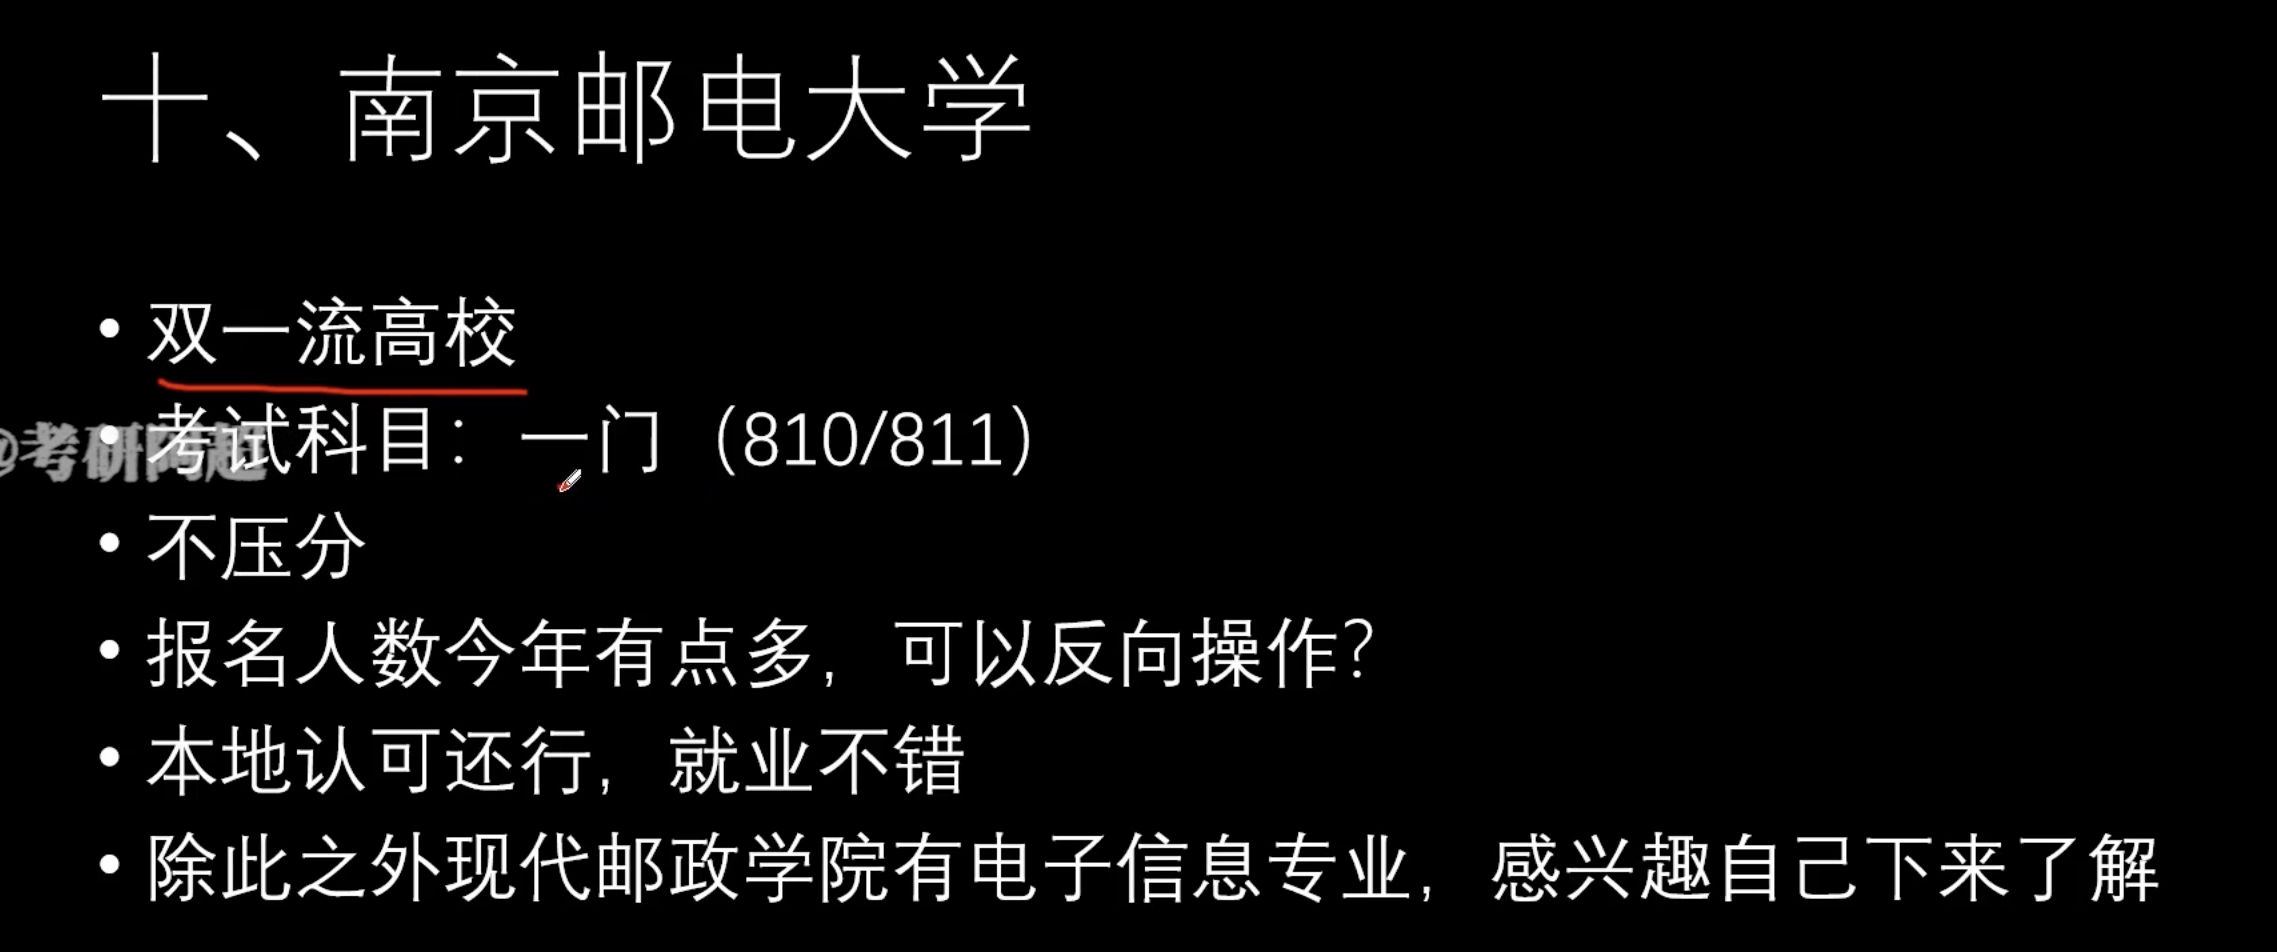 十、南京邮电大学
• 双一流高校
• 考试科目：一门（810/811）
@考研阿超
• 不压分
• 报名人数今年有点多，可以反向操作？
• 本地认可还行，就业不错
• 除此之外现代邮政学院有电子信息专业，感兴趣自己下来了解